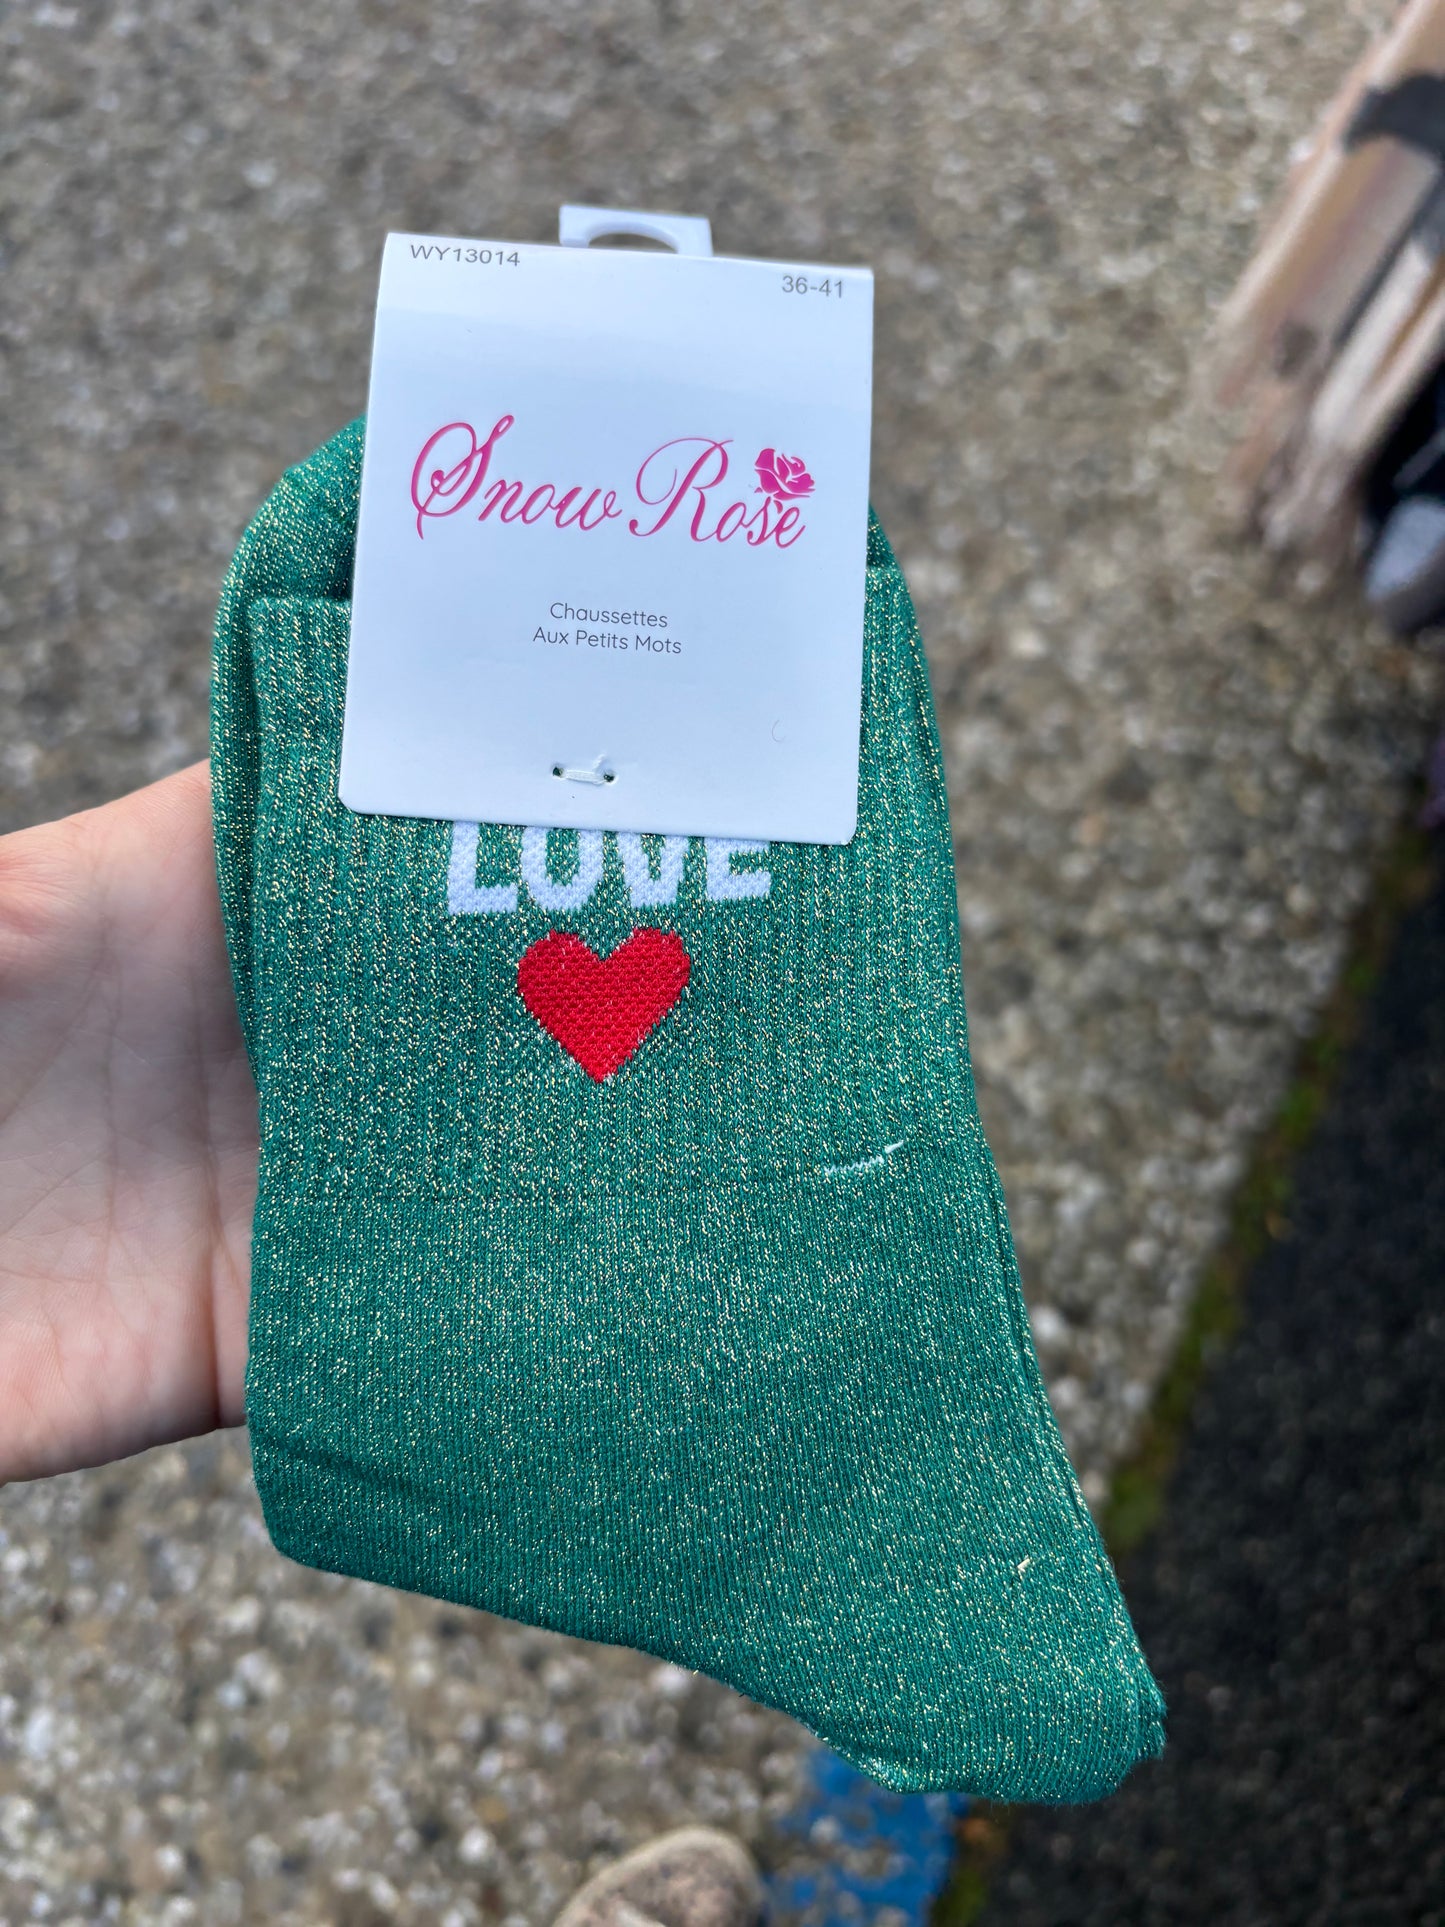 WY13014
36-41
Snow Rose
Chaussettes
Aux Petits Mots
LOVE